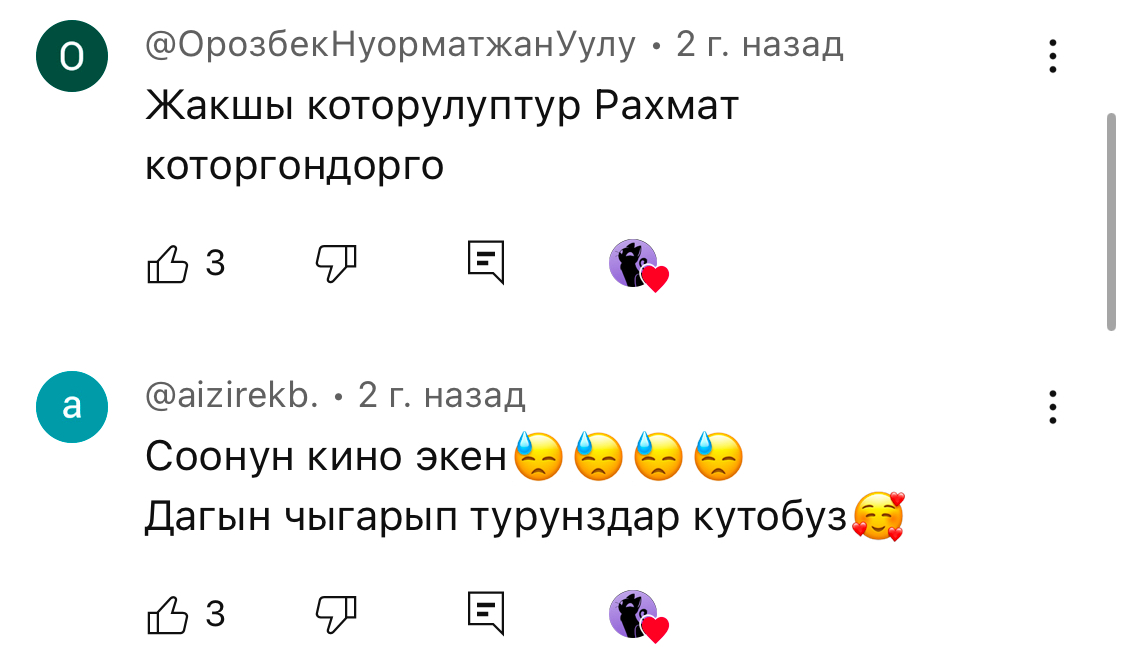 О
@ОрозбекНуорматжанУулу • 2 г. назад
Жакшы которулуптур Рахмат
которгондорго
3
a
@aizirekb. • 2 г. назад
Соонун кино экен😓😓😓😓
Дагын чыгарып турунздар кутобуз🥰
3